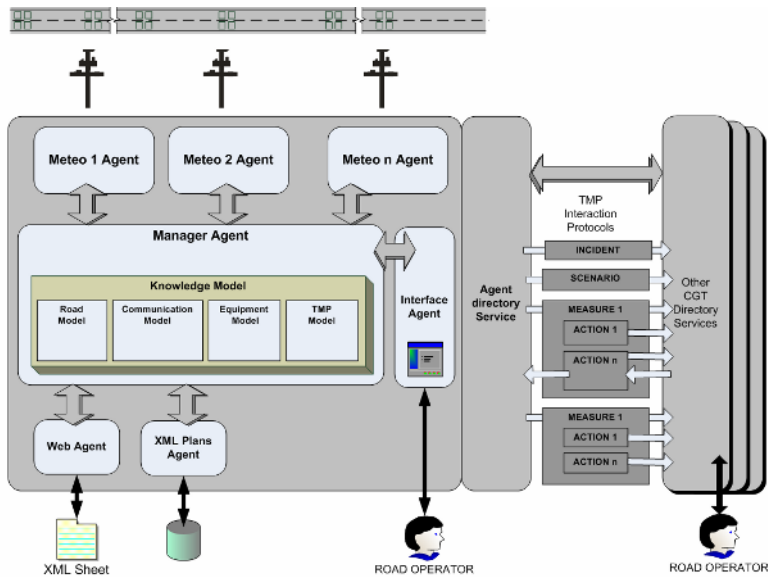 Meteo 1 Agent
Meteo 2 Agent
Meteo n Agent
Manager Agent
Knowledge Model
Road
Model
Communication
Model
Equipment
Model
TMP
Model
Interface
Agent
Web Agent
XML Plans
Agent
XML Sheet
ROAD OPERATOR
Agent
directory
Service
TMP
Interaction
Protocols
INCIDENT
SCENARIO
MEASURE 1
ACTION 1
ACTION n
MEASURE 1
ACTION 1
ACTION n
Other
CGT
Directory
Services
ROAD OPERATOR